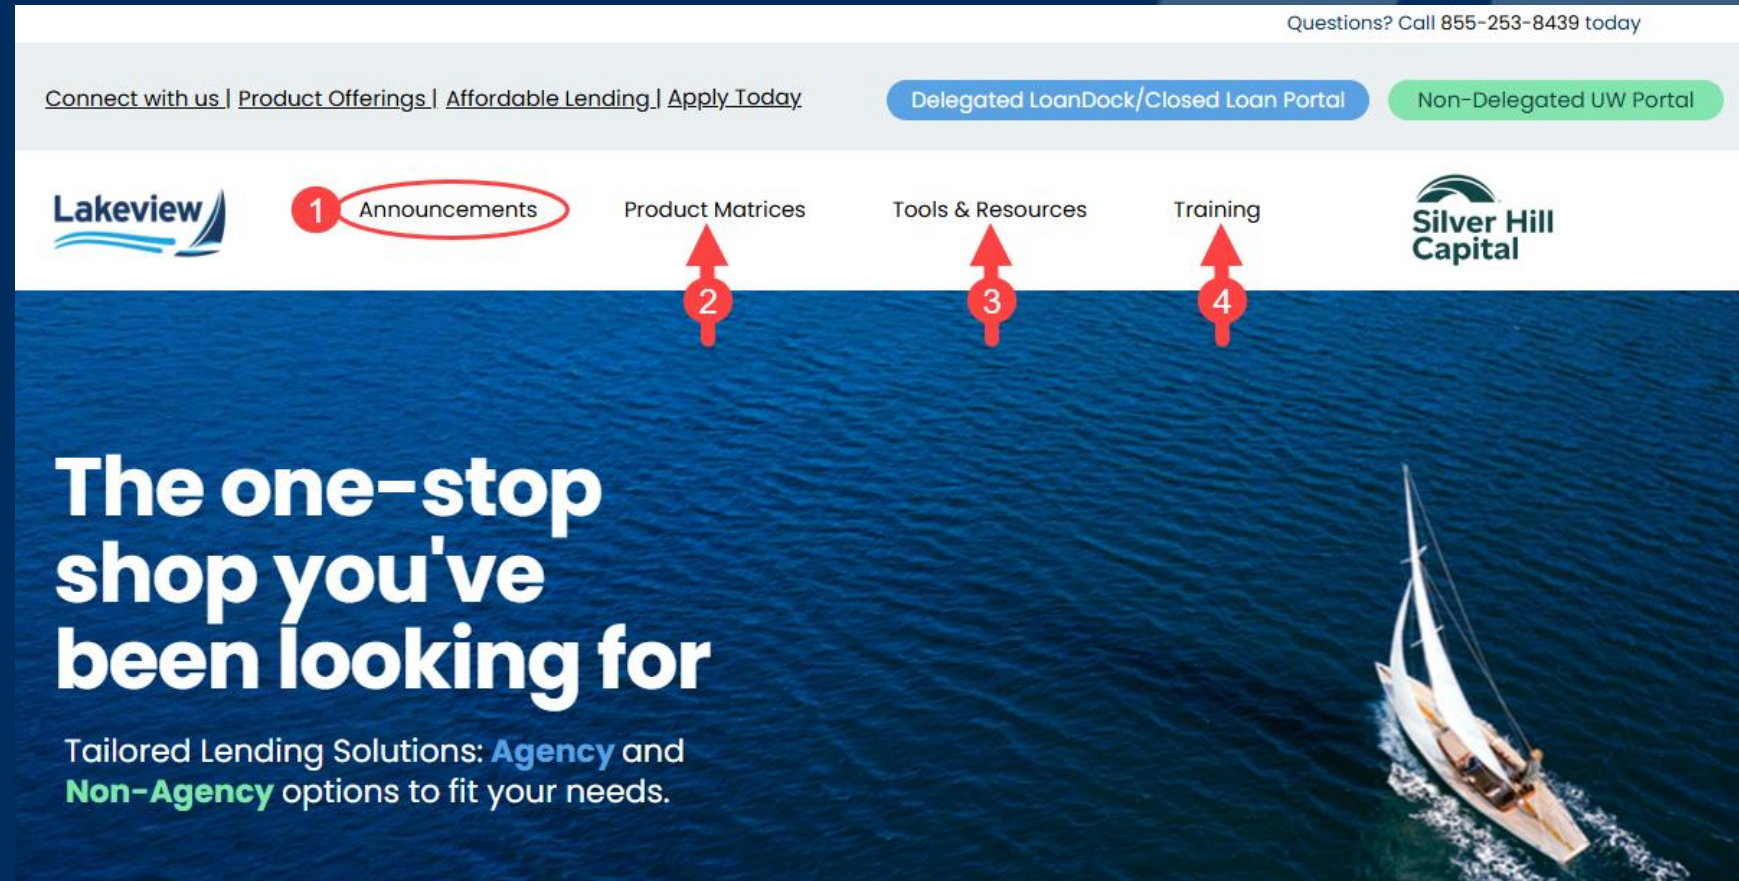 Questions? Call 855-253-8439 today
Connect with us | Product Offerings | Affordable Lending | Apply Today
Delegated LoanDock/Closed Loan Portal
Non-Delegated UW Portal
Lakeview
1
Announcements
Product Matrices
Tools & Resources
Training
Silver Hill
Capital
2
3
4
The one-stop
shop you've
been looking for
Tailored Lending Solutions: Agency and
Non-Agency options to fit your needs.